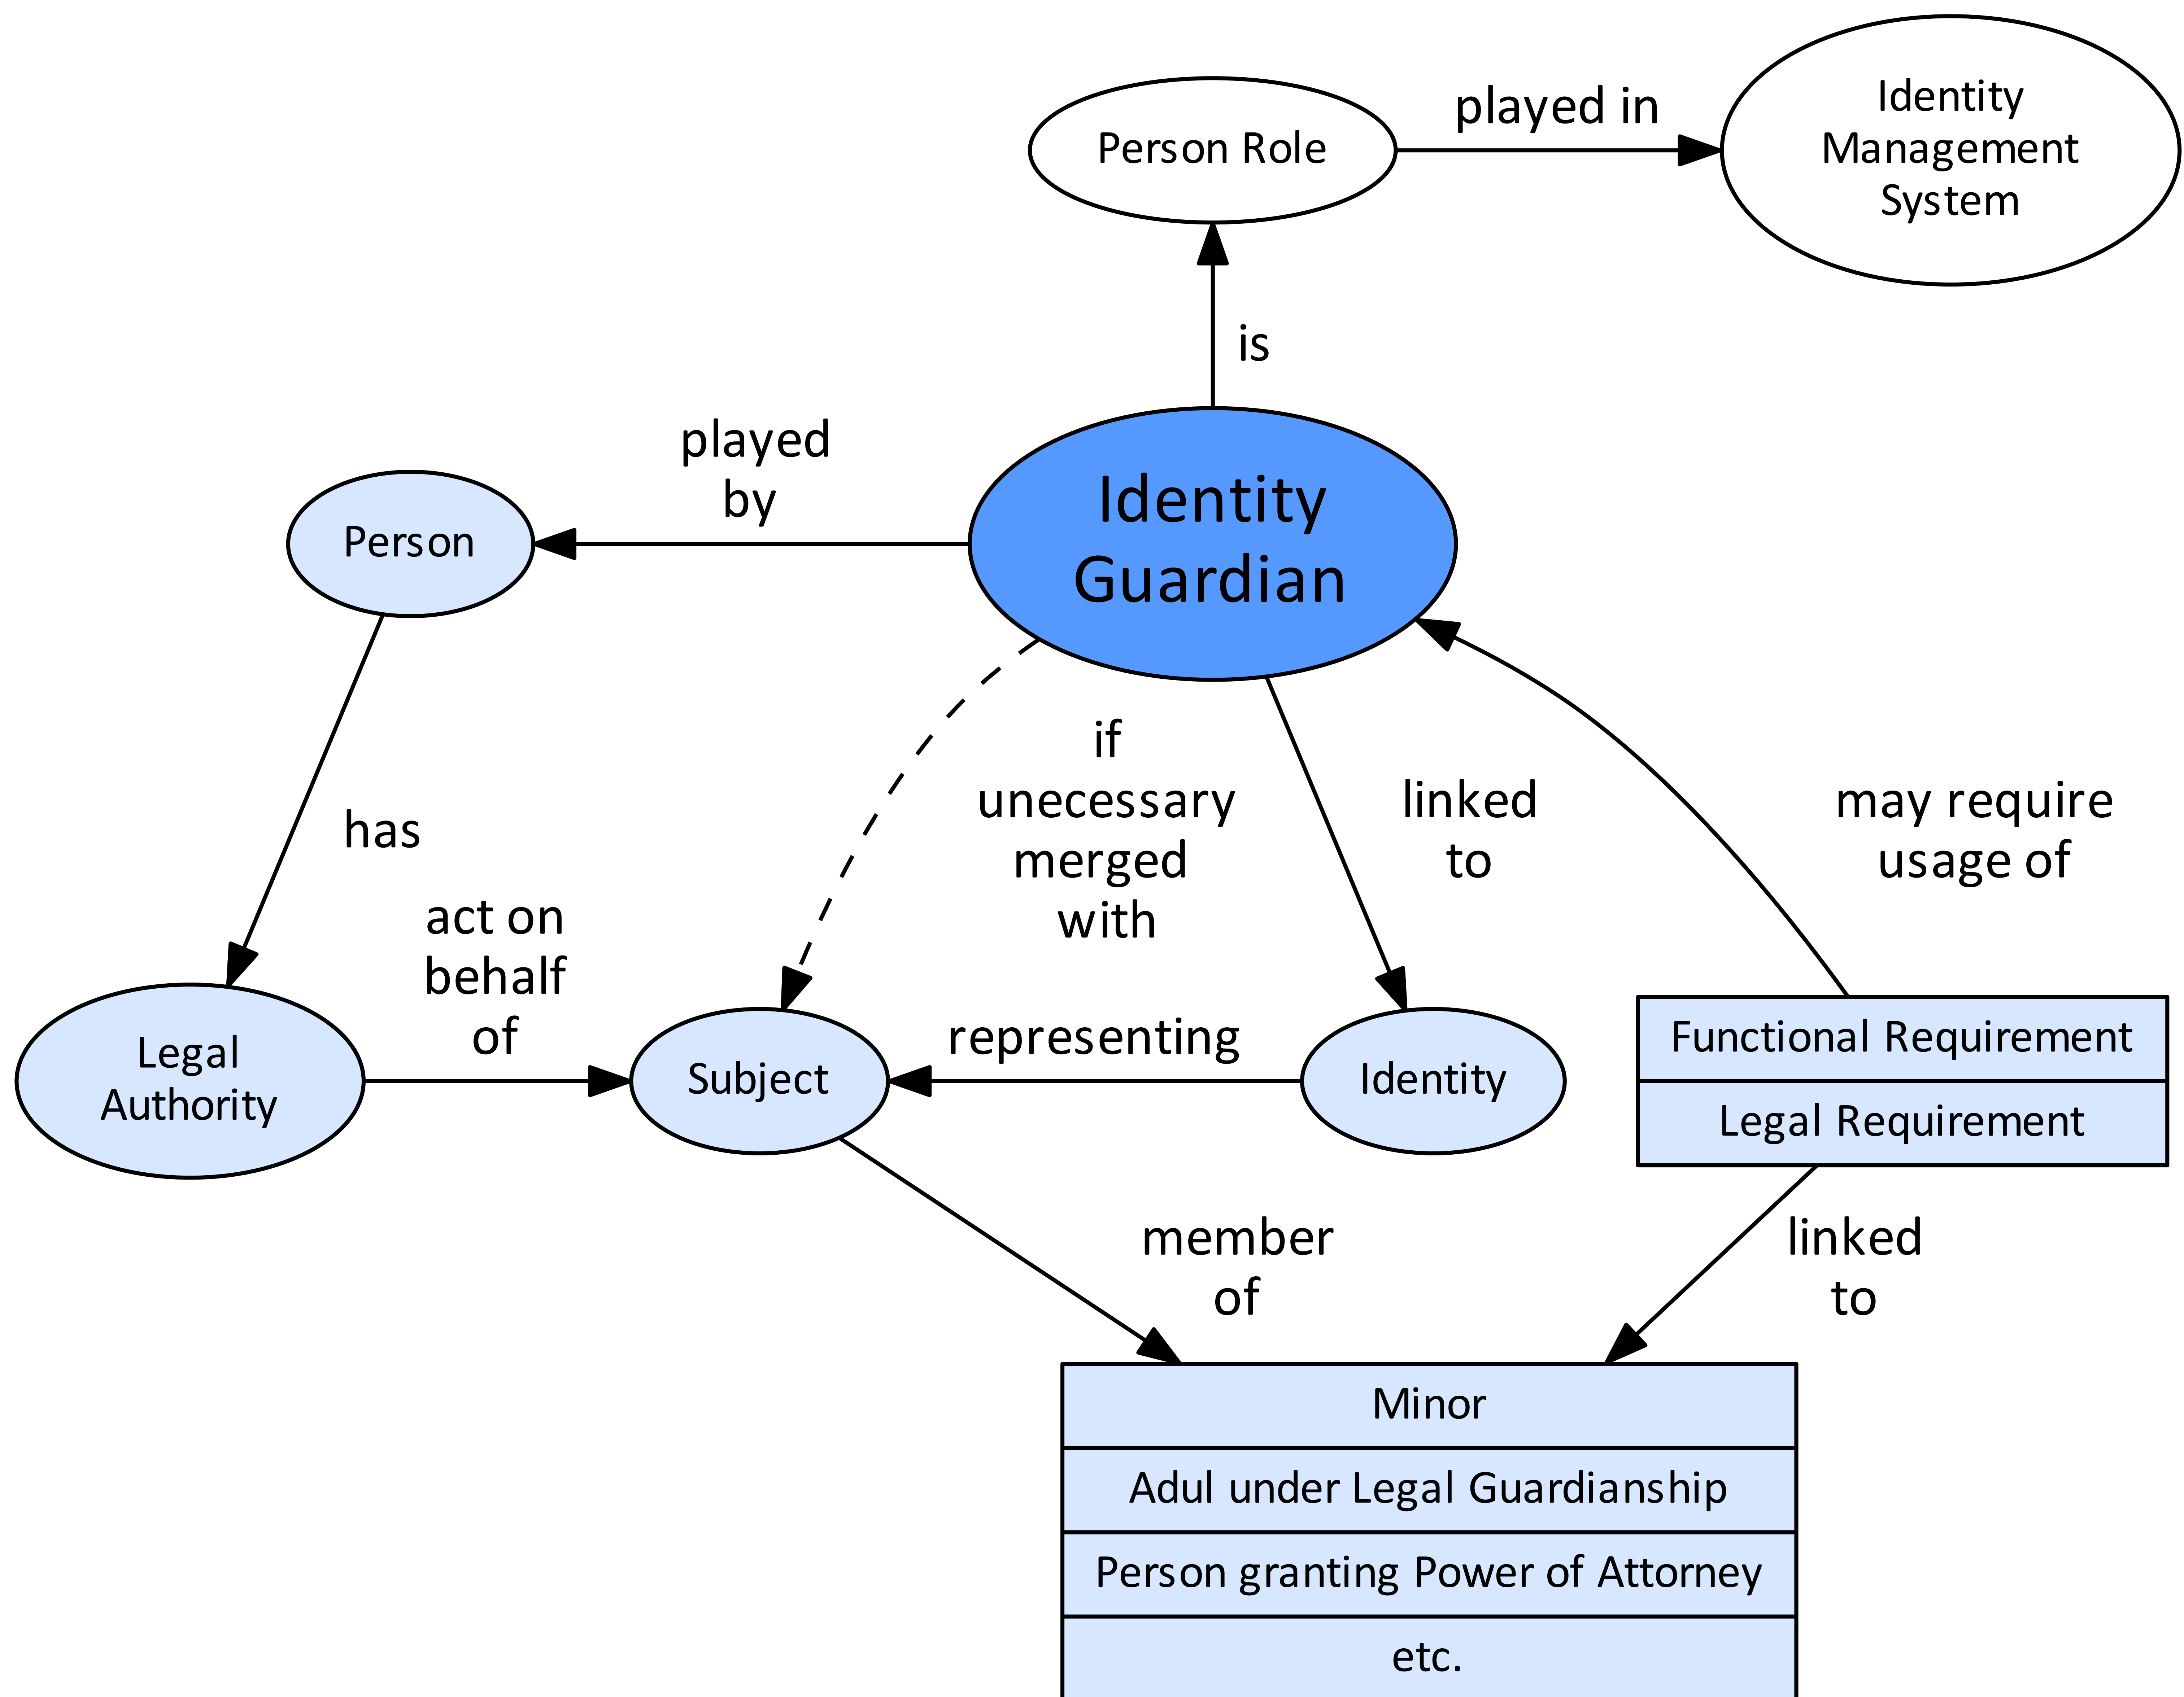 Identity
Management
System
Person Role
played in
is
played
by
Identity
Guardian
Person
if
unecessary
merged
with
linked
to
may require
usage of
has
act on
behalf
of
Legal
Authority
Subject
representing
Identity
Functional Requirement
Legal Requirement
member
of
linked
to
Minor
Adul under Legal Guardianship
Person granting Power of Attorney
etc.